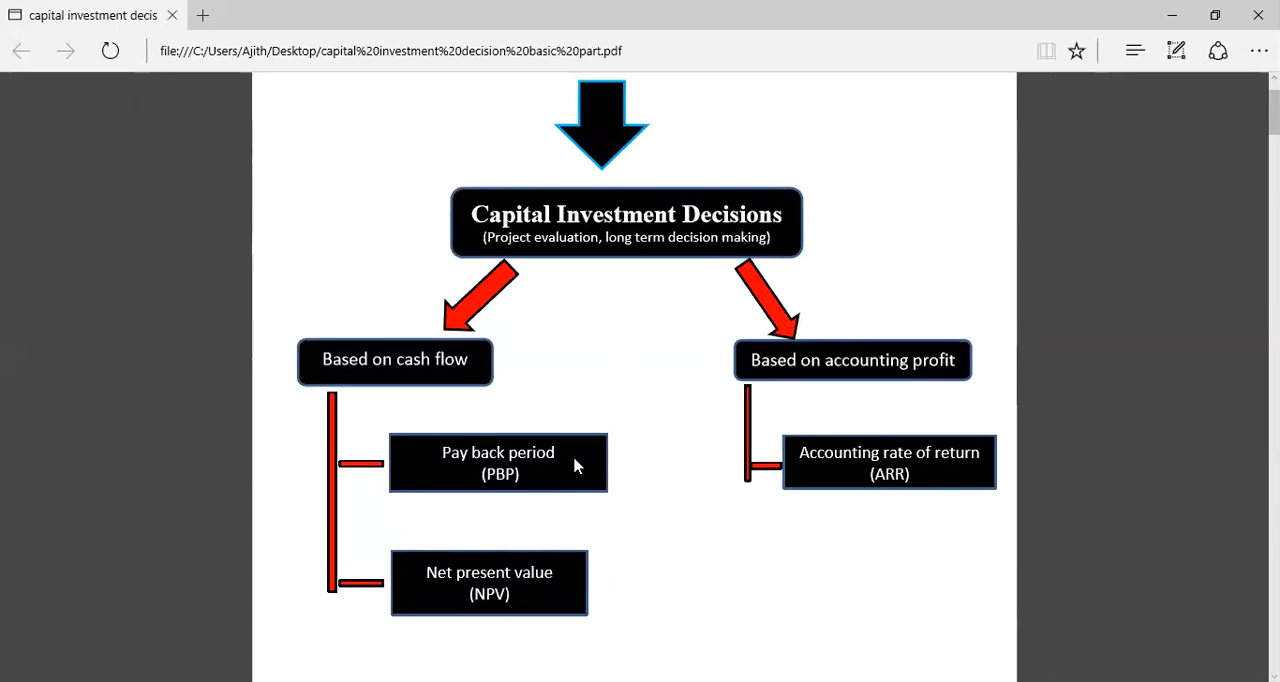 capital investment decis
file:///C:/Users/Ajith/Desktop/capital%20investment%20decision%20basic%20part.pdf
Capital Investment Decisions
(Project evaluation, long term decision making)
Based on cash flow
Based on accounting profit
Pay back period
(PBP)
Accounting rate of return
(ARR)
Net present value
(NPV)